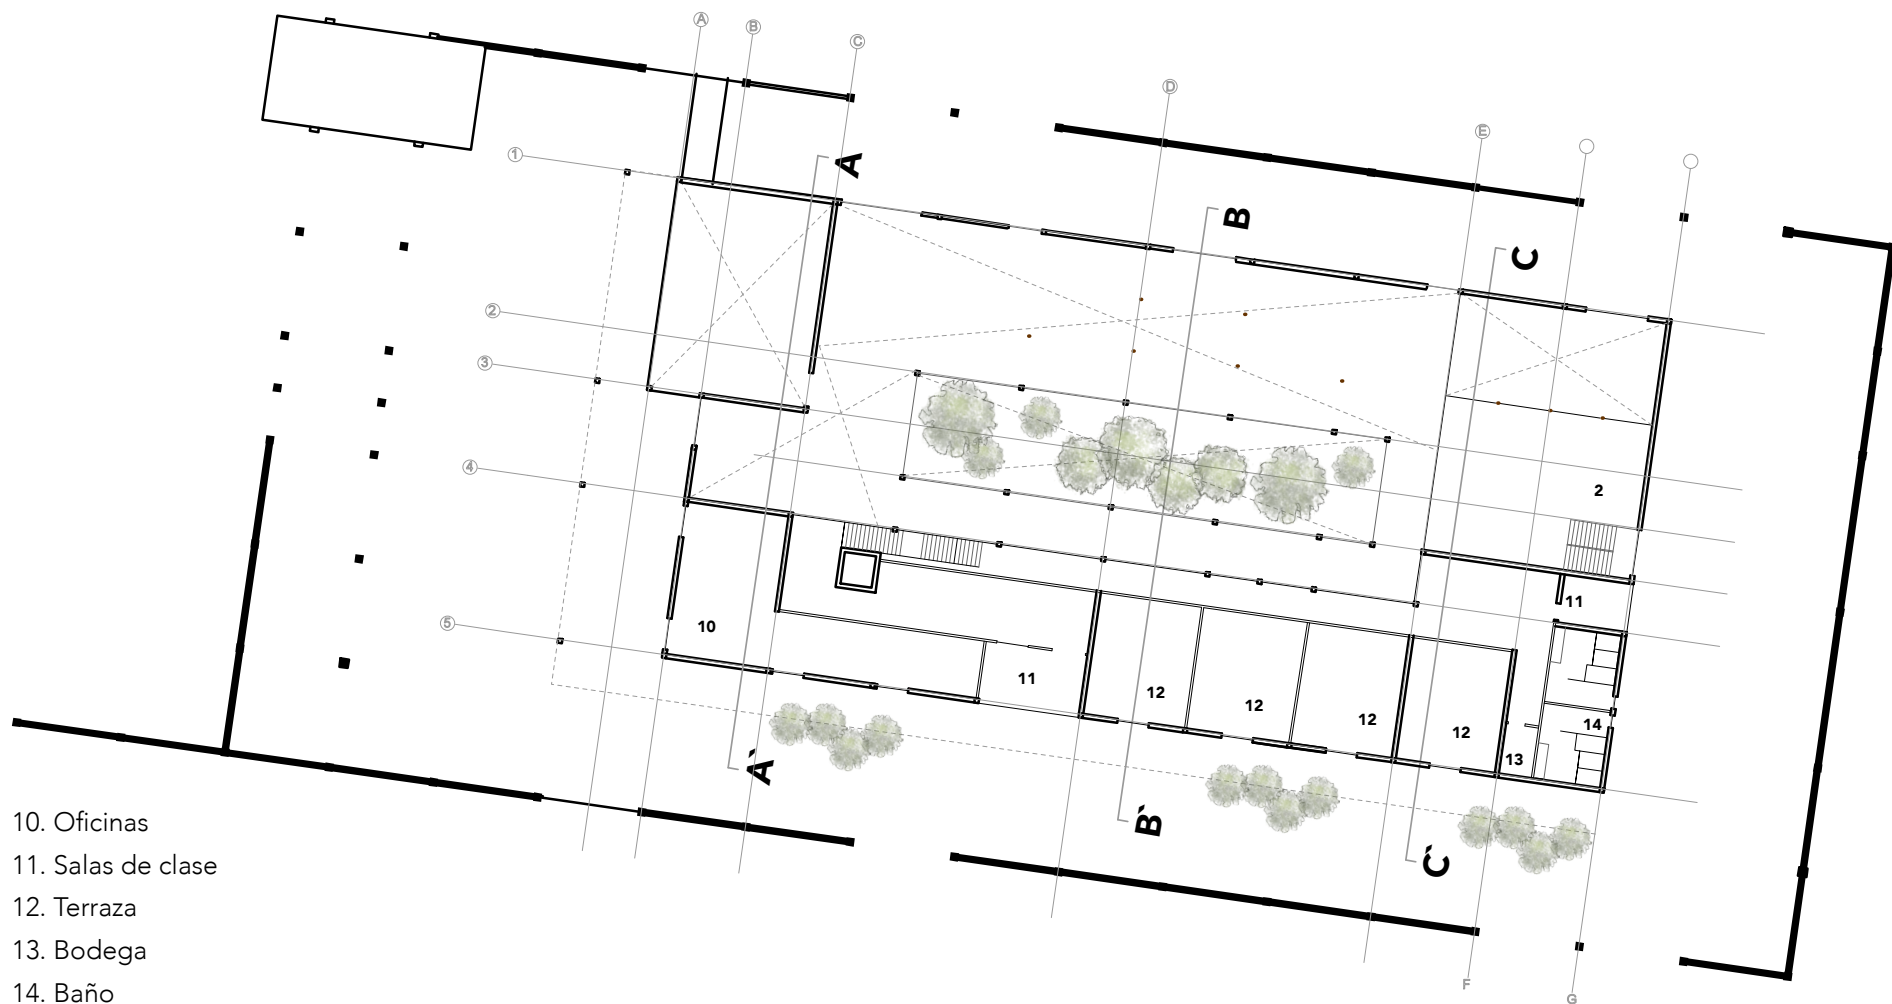 A
B
C
D
E
1
A
B
C
2
3
4
2
11
5
10
11
12
12
12
12
14
13
A`
B`
C`
F
G
10. Oficinas
11. Salas de clase
12. Terraza
13. Bodega
14. Baño